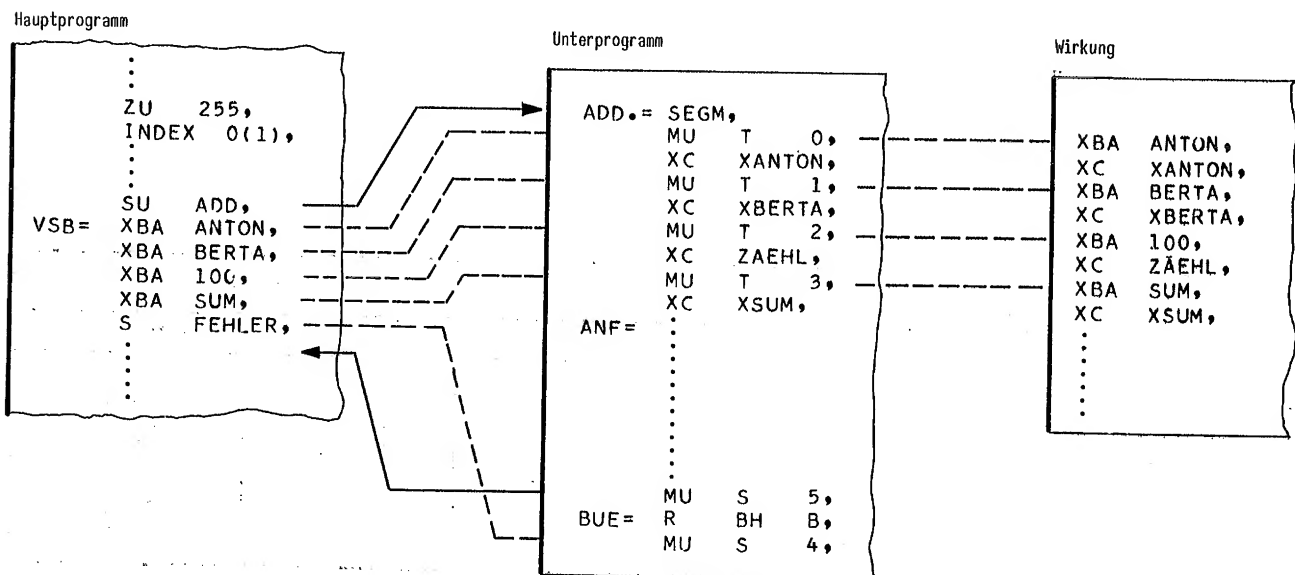 Hauptprogramm
ZU 255,
INDEX 0(1),
SU ADD,
VSB= XBA ANTON,
XBA BERTA,
XBA 100,
XBA SUM,
S FEHLER,
Unterprogramm
ADD.= SEGM,
MU T 0,
XC XANTON,
MU T 1,
XC XBERTA,
MU T 2,
XC ZAEHL,
MU T 3,
XC XSUM,
ANF=
MU S 5,
BUE= R BH B,
MU S 4,
Wirkung
XBA ANTON,
XC XANTON,
XBA BERTA,
XC XBERTA,
XBA 100,
XC ZAEHL,
XBA SUM,
XC XSUM,